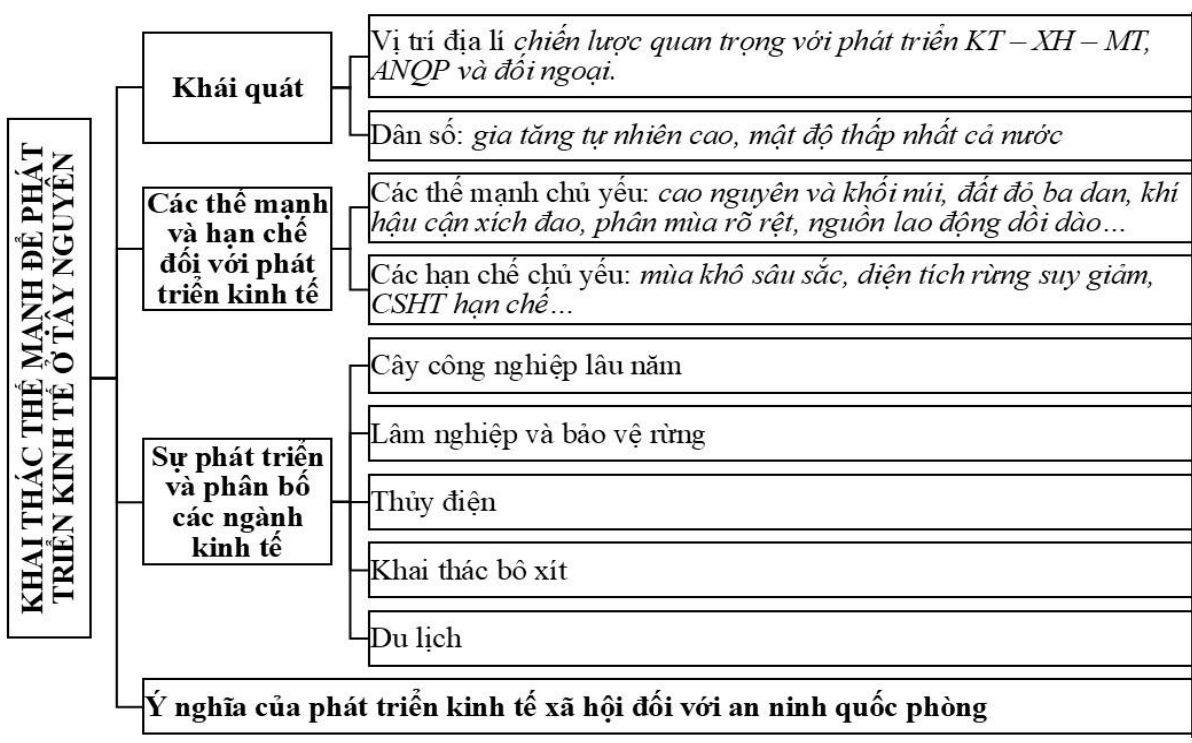 KHAI THÁC THẾ MẠNH ĐỂ PHÁT
TRIỂN KINH TẾ Ở TÂY NGUYÊN
Khái quát
Vị trí địa lí chiến lược quan trọng với phát triển KT – XH – MT,
ANQP và đối ngoại.
Dân số: gia tăng tự nhiên cao, mật độ thấp nhất cả nước
Các thế mạnh
và hạn chế
đối với phát
triển kinh tế
Các thế mạnh chủ yếu: cao nguyên và khối núi, đất đỏ ba dan, khí
hậu cận xích đao, phân mùa rõ rệt, nguồn lao động dồi dào…
Các hạn chế chủ yếu: mùa khô sâu sắc, diện tích rừng suy giảm,
CSHT hạn chế…
Sự phát triển
và phân bố
các ngành
kinh tế
Cây công nghiệp lâu năm
Lâm nghiệp và bảo vệ rừng
Thủy điện
Khai thác bô xít
Du lịch
Ý nghĩa của phát triển kinh tế xã hội đối với an ninh quốc phòng